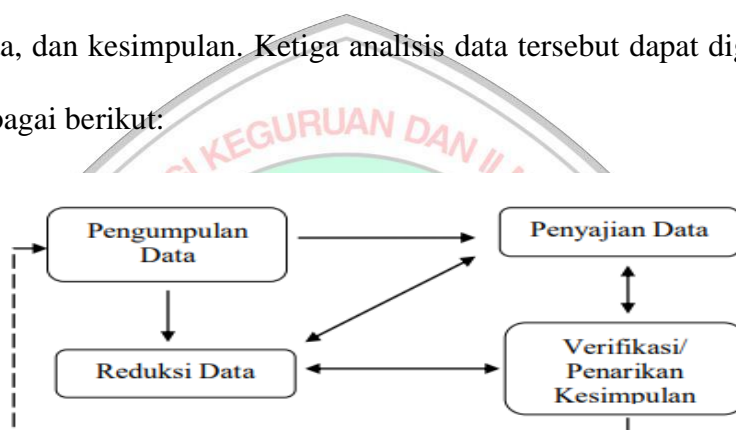 a, dan kesimpulan. Ketiga analisis data tersebut dapat dig
bagai berikut:
KEGURUAN DAN
Pengumpulan
Data
Penyajian Data
Reduksi Data
Verifikasi/
Penarikan
Kesimpulan